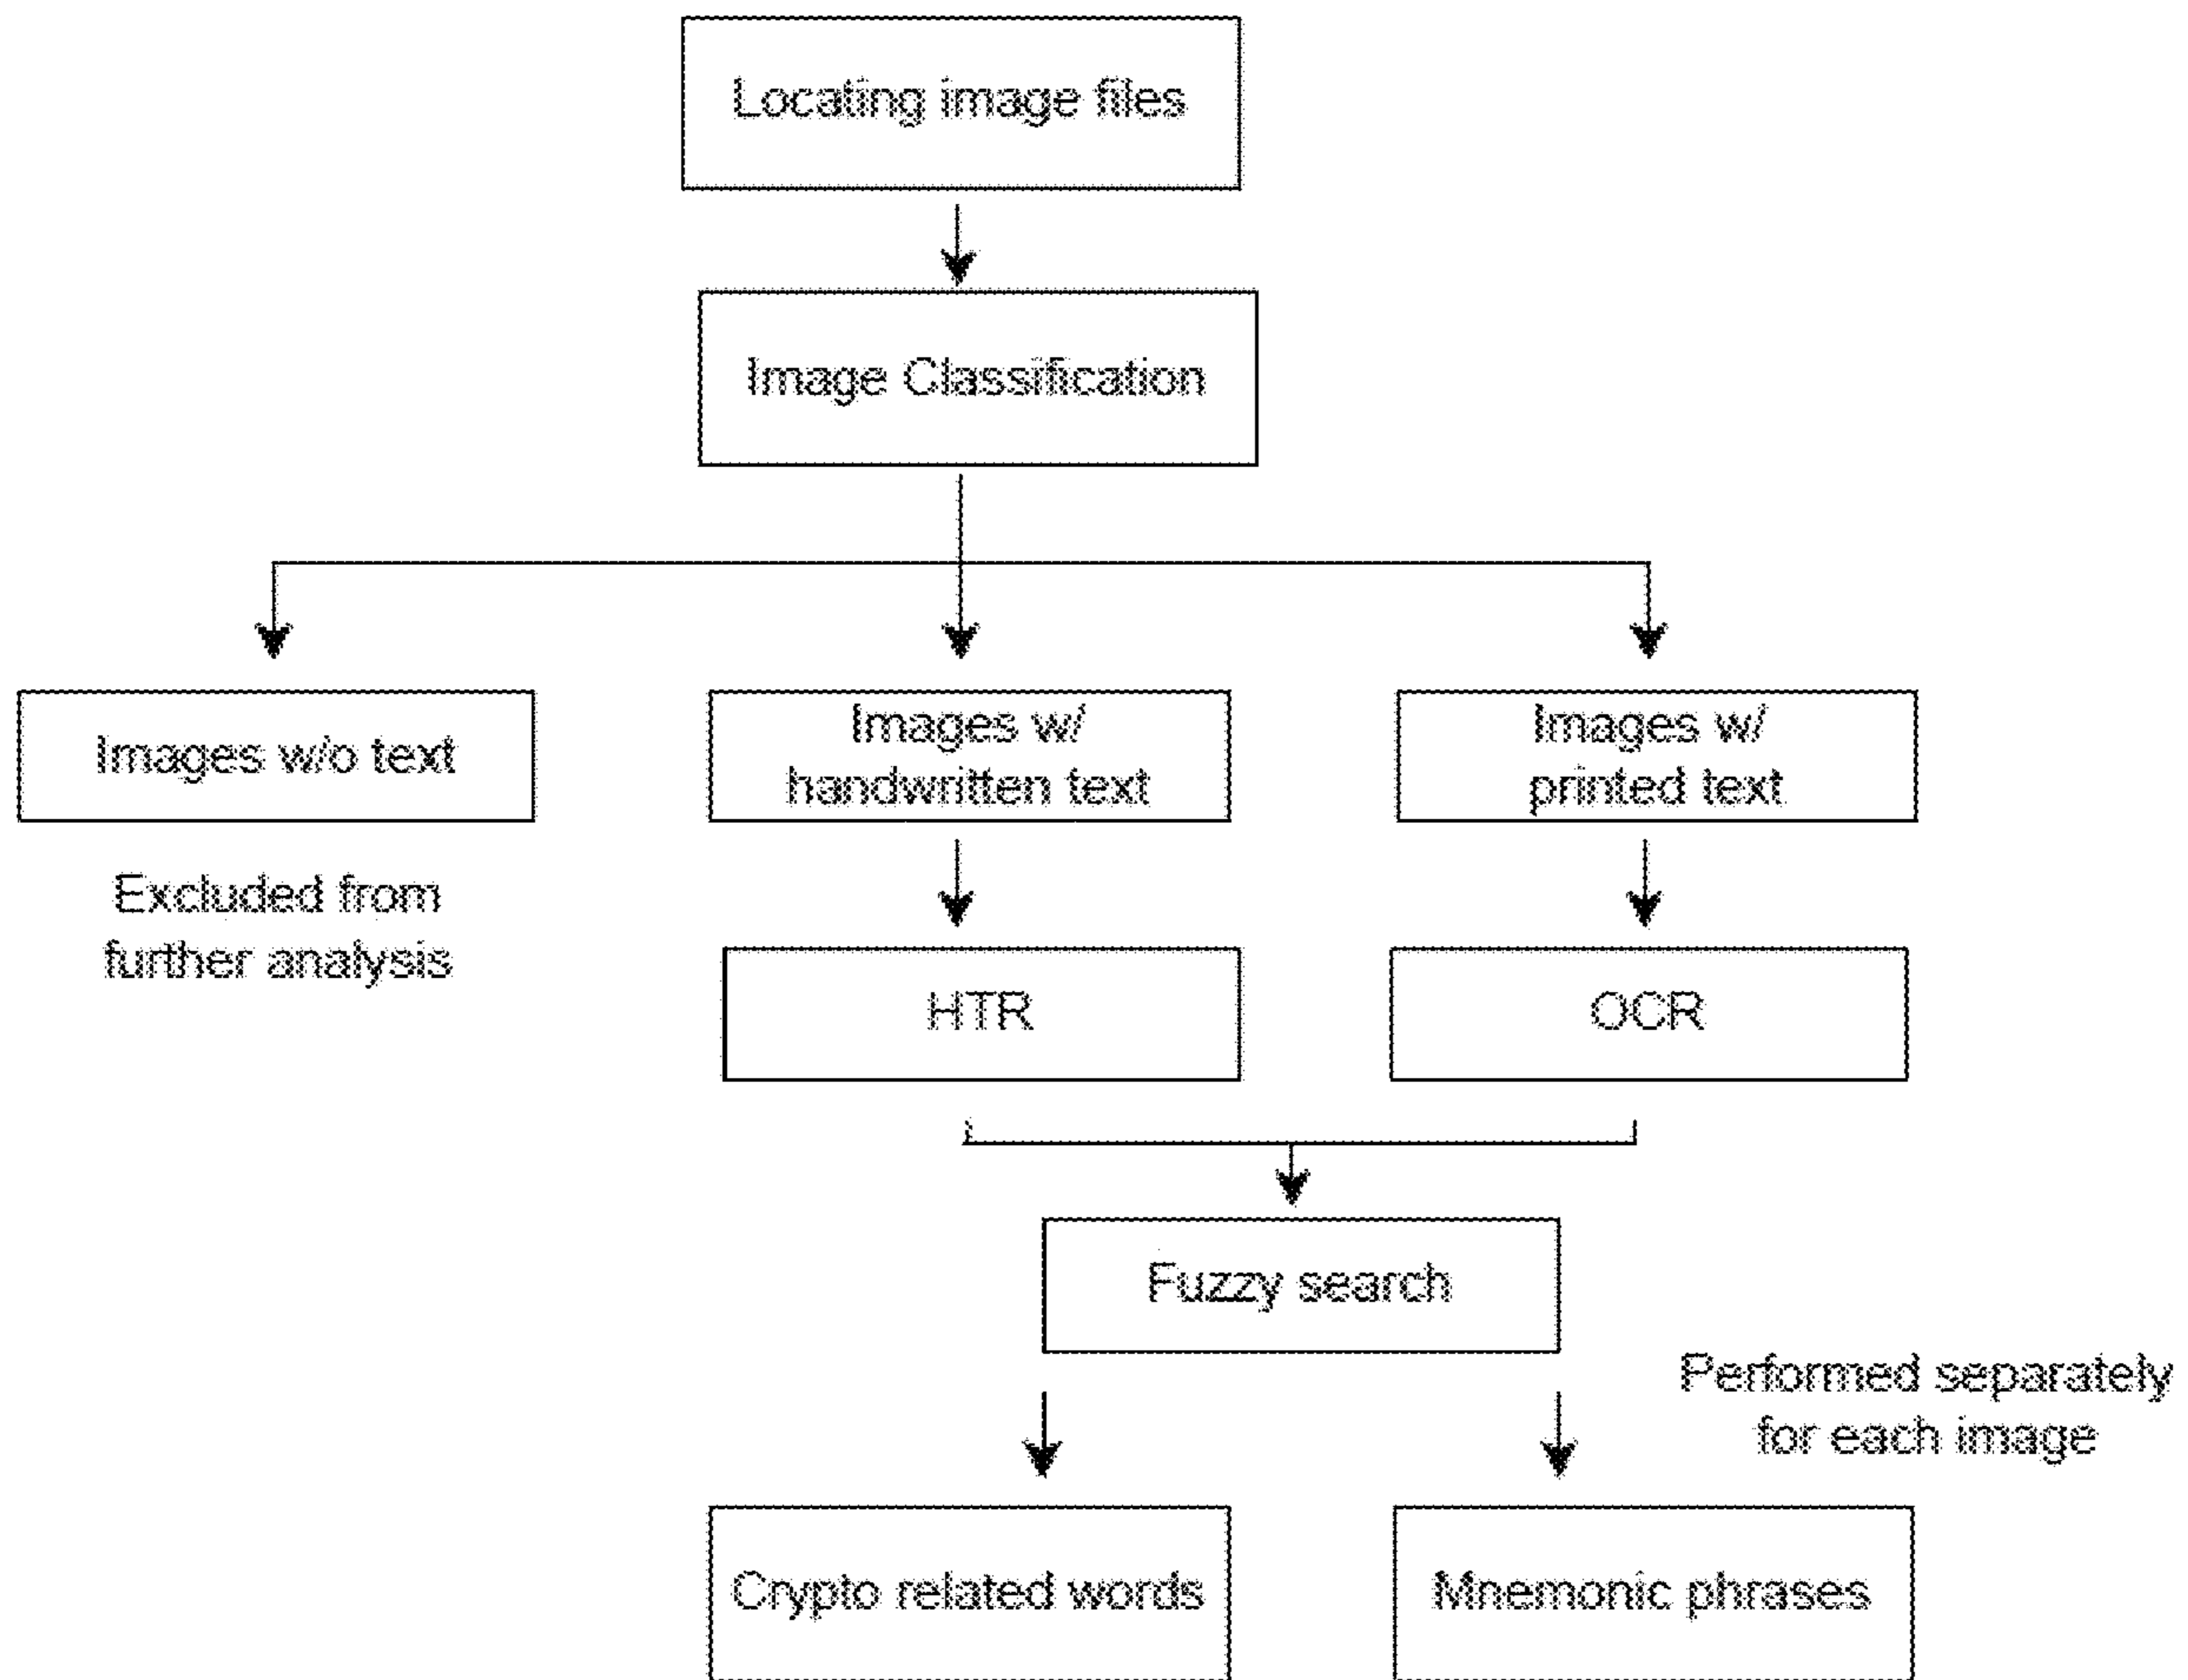 Locating image files
Image Classification
Images w/o text
Images w/
handwritten text
Images w/
printed text
Excluded from
further analysis
HTR
OCR
Fuzzy search
Performed separately
for each image
Crypto related words
Mnemonic phrases